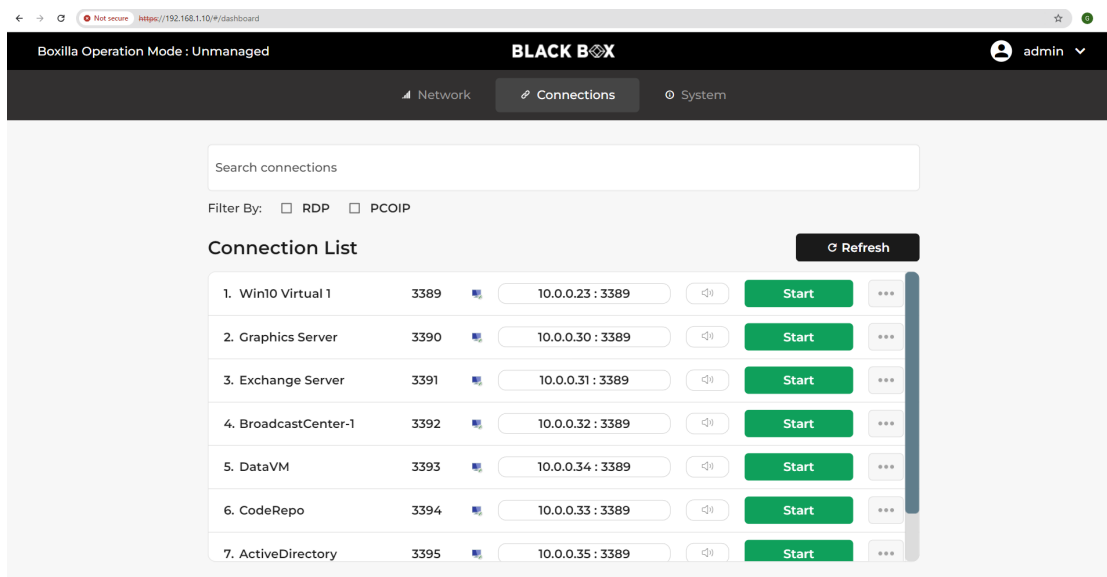 Not secure https://192.168.1.10/#/dashboard G
Boxilla Operation Mode : Unmanaged BLACK BOX admin
Network Connections System
Search connections
Filter By: RDP PCOIP
Connection List Refresh
1. Win10 Virtual 1 3389 10.0.0.23 : 3389 Start
2. Graphics Server 3390 10.0.0.30 : 3389 Start
3. Exchange Server 3391 10.0.0.31 : 3389 Start
4. BroadcastCenter-1 3392 10.0.0.32 : 3389 Start
5. DataVM 3393 10.0.0.34 : 3389 Start
6. CodeRepo 3394 10.0.0.33 : 3389 Start
7. ActiveDirectory 3395 10.0.0.35 : 3389 Start